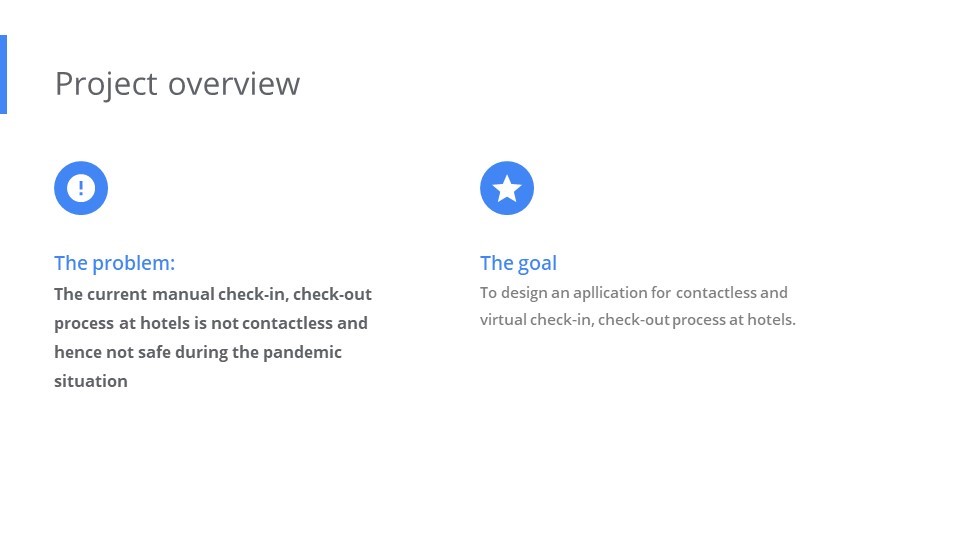 Project overview
The problem:
The current manual check-in, check-out
process at hotels is not contactless and
hence not safe during the pandemic
situation
The goal
To design an apllication for contactless and
virtual check-in, check-out process at hotels.